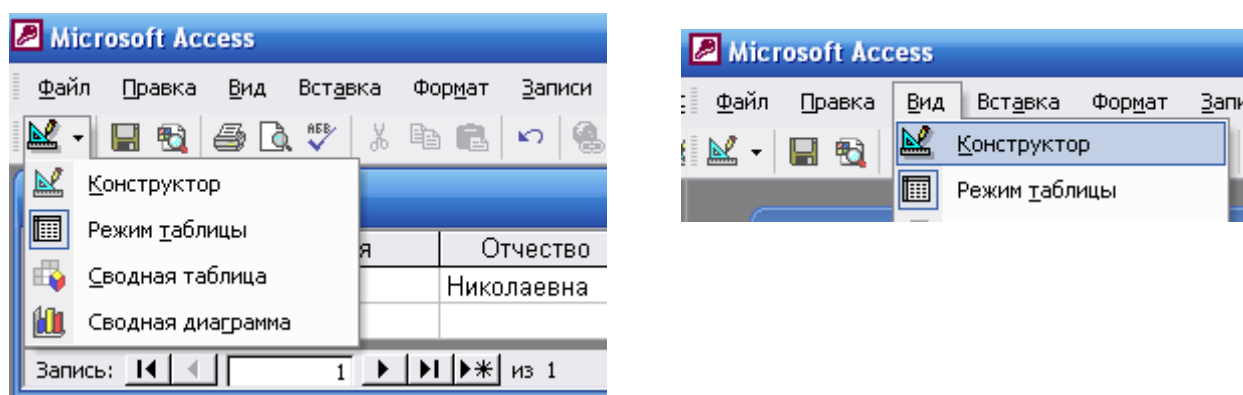 Microsoft Access
Файл Правка Вид Вставка Формат Записи
Конструктор
Режим таблицы
Сводная таблица
Сводная диаграмма
я Отчество
Николаевна
Запись: 1 из 1
Microsoft Access
Файл Правка Вид Вставка Формат Запи
Конструктор
Режим таблицы